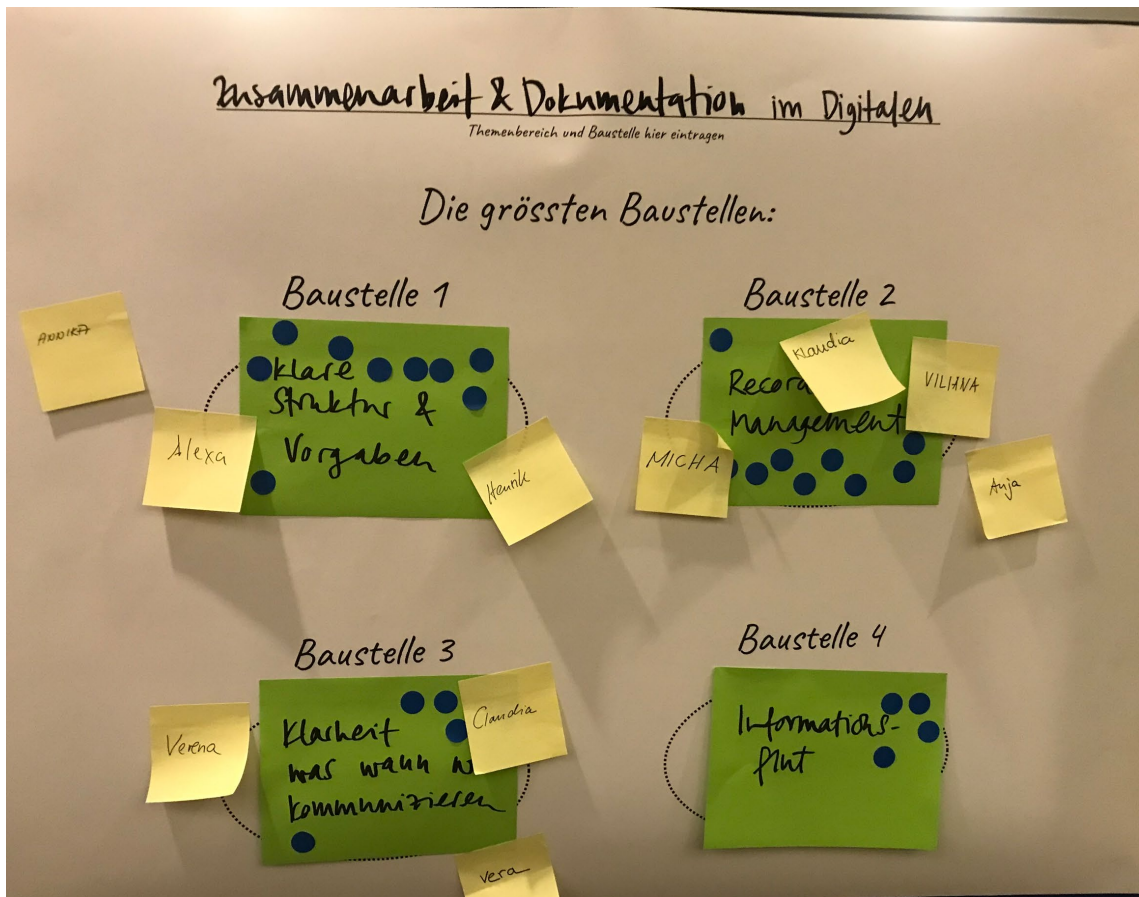 Zusammenarbeit & Dokumentation im Digitalen
Themenbereich und Baustelle hier eintragen
Die grössten Baustellen:
Baustelle 1
ANNIKA
Klare
Struktur &
Vorgaben
Alexa
Henrik
Baustelle 2
Klaudia
VILIANA
Management
MICHA
Anja
Baustelle 3
Klarheit
was wann
kommunizieren
Verena
Claudia
Vera
Baustelle 4
Informations-
flut